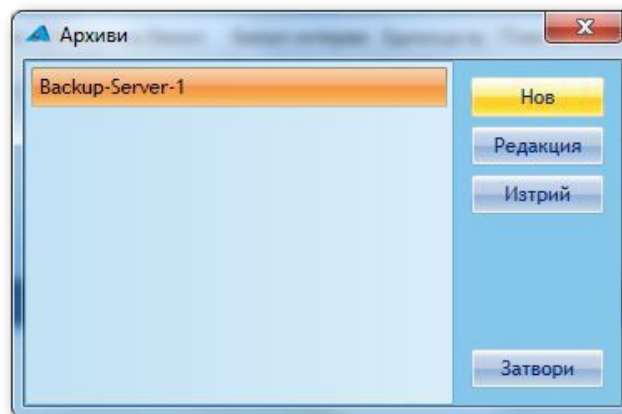 Архиви
Backup-Server-1
Нов
Редакция
Изтрий
Затвори